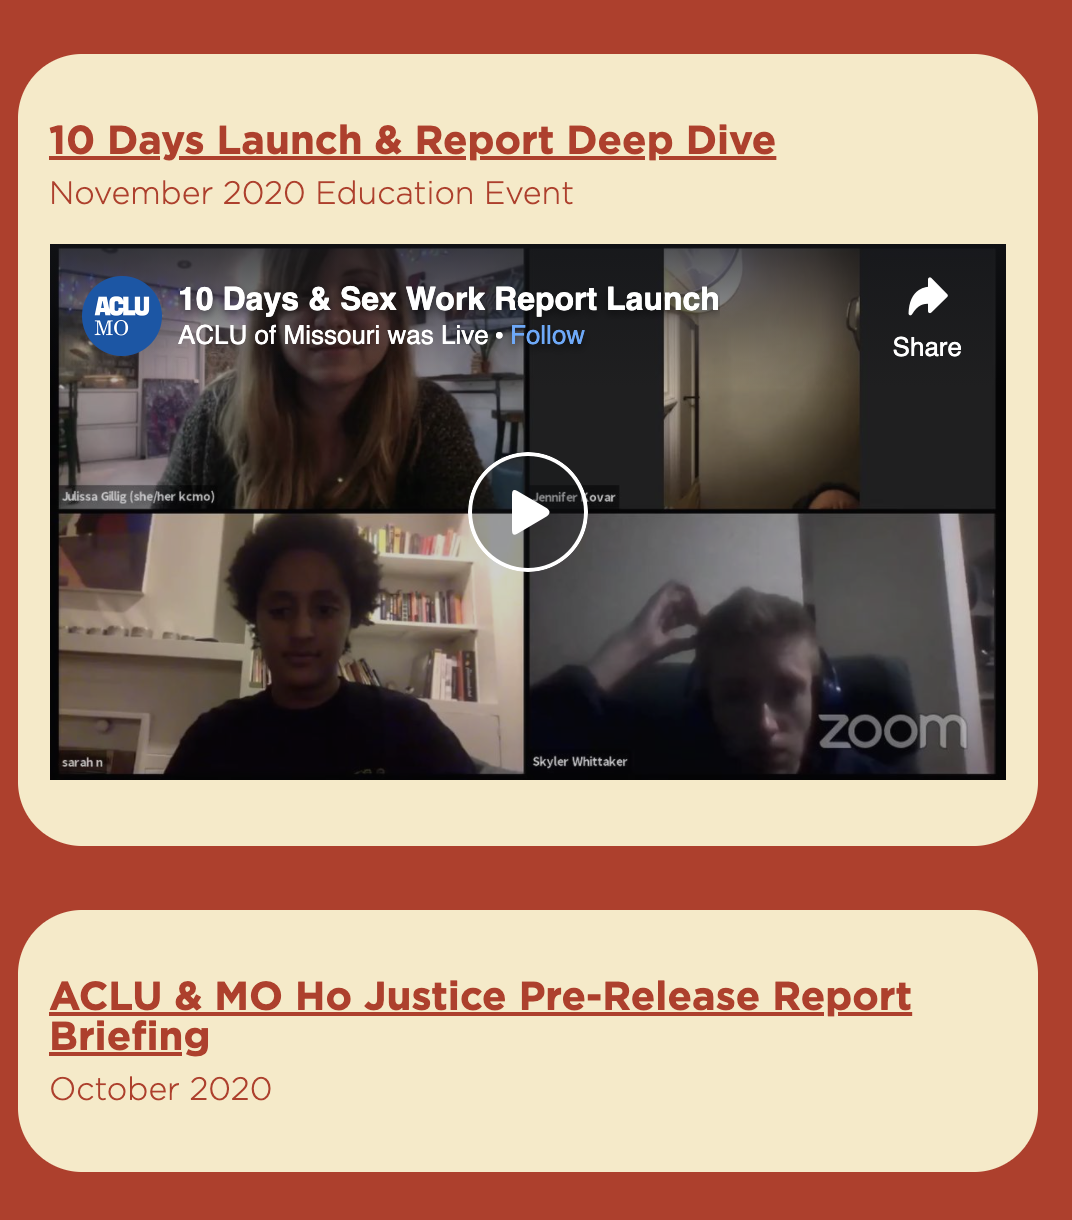 10 Days Launch & Report Deep Dive
November 2020 Education Event
ACLU
MO
10 Days & Sex Work Report Launch
ACLU of Missouri was Live • Follow
Share
Julissa Gillig (she/her kcmo)
Jennifer Kovar
sarah n
Skyler Whittaker
zoom
ACLU & MO Ho Justice Pre-Release Report
Briefing
October 2020